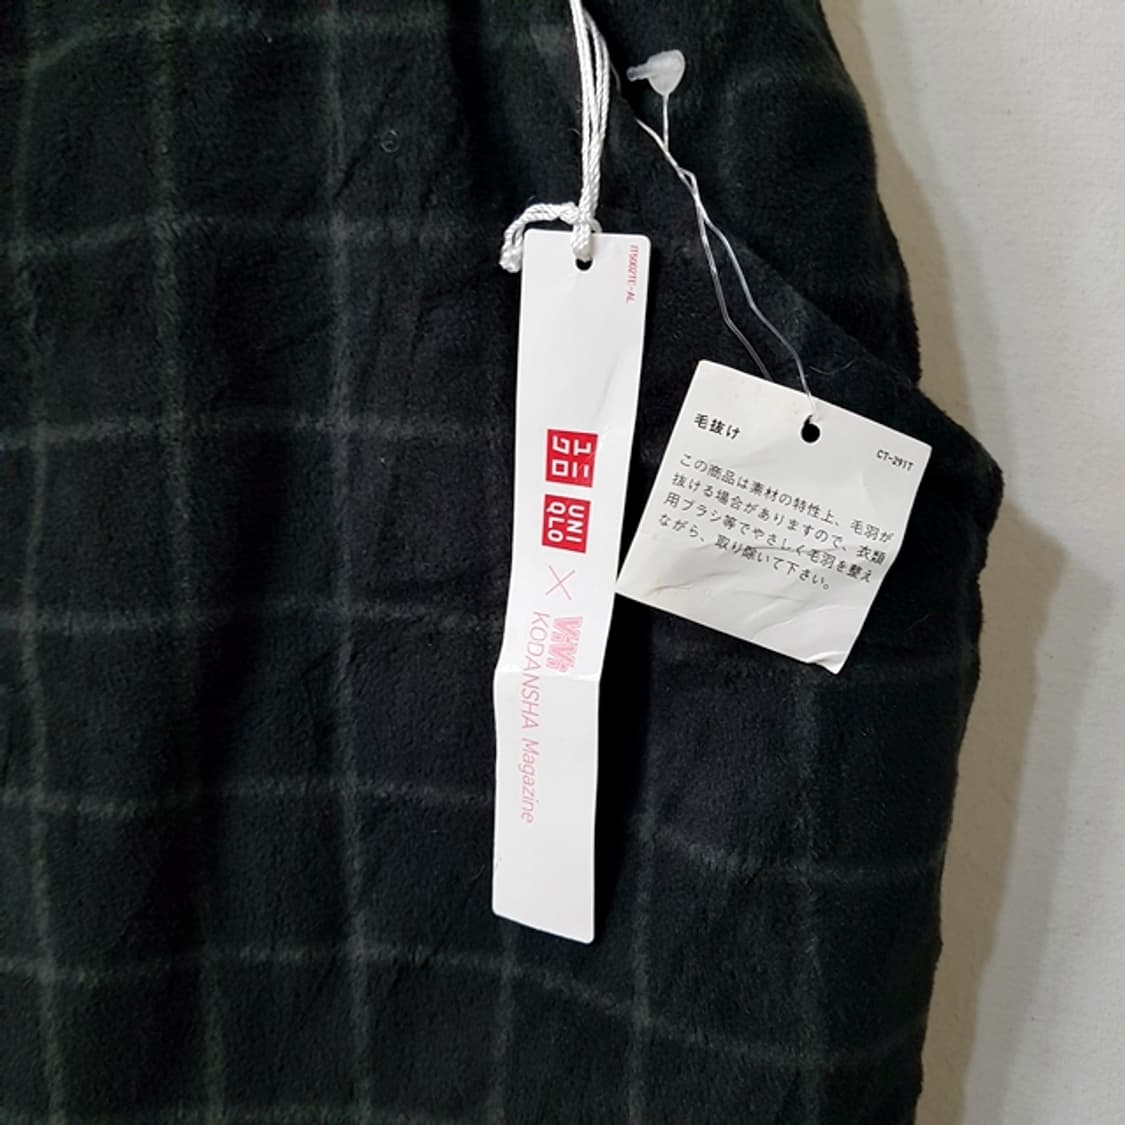 ユニ
クロ
UNI
QLO
×
ViVi
KODANSHA Magazine
毛抜け
CT-291T
この商品は素材の特性上、毛羽が
抜ける場合がありますので、衣類
用ブラシ等でやさしく毛羽を整え
ながら、取り除いて下さい。